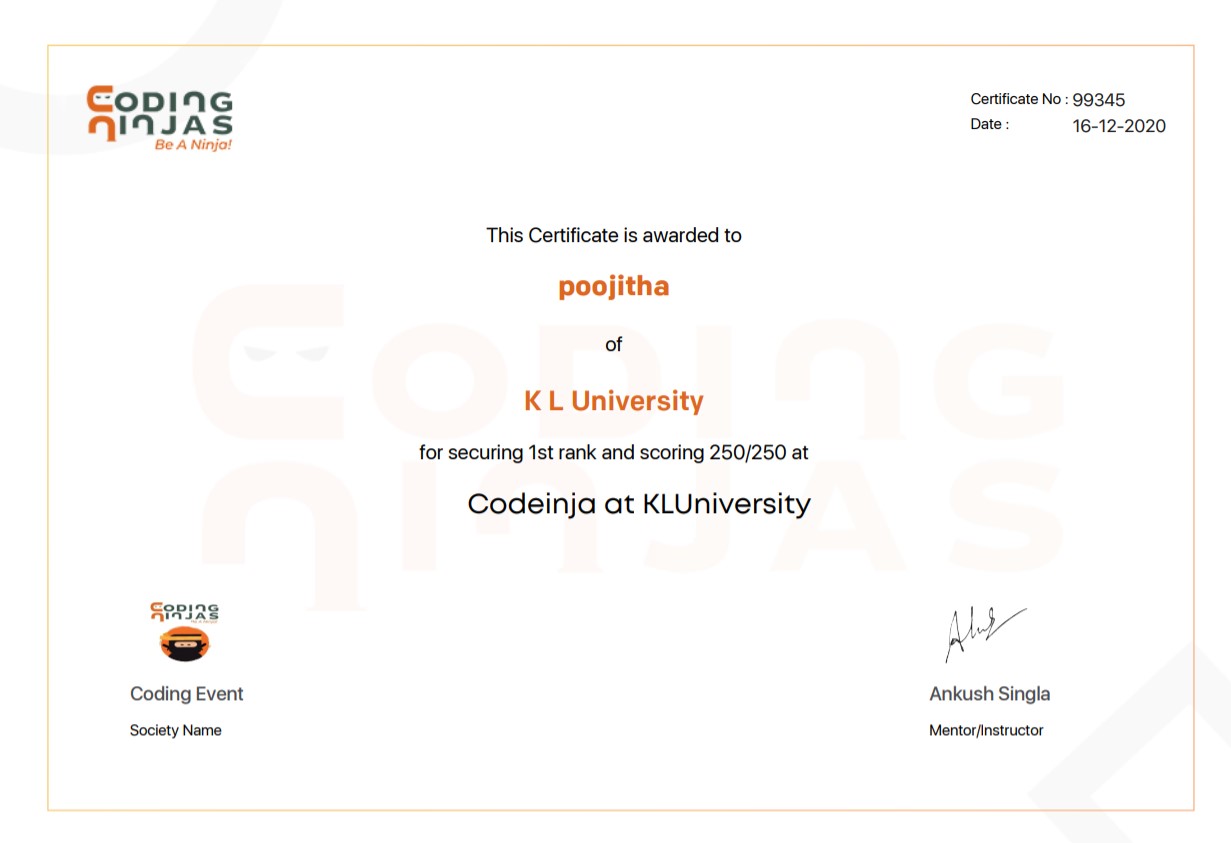 CODING
NINJAS
Be A Ninja!
Certificate No : 99345
Date : 16-12-2020
This Certificate is awarded to
poojitha
of
K L University
for securing 1st rank and scoring 250/250 at
Codeinja at KLUniversity
CODING
NINJAS
CODING
NINJAS
Coding Event
Society Name
Ankush Singla
Mentor/Instructor